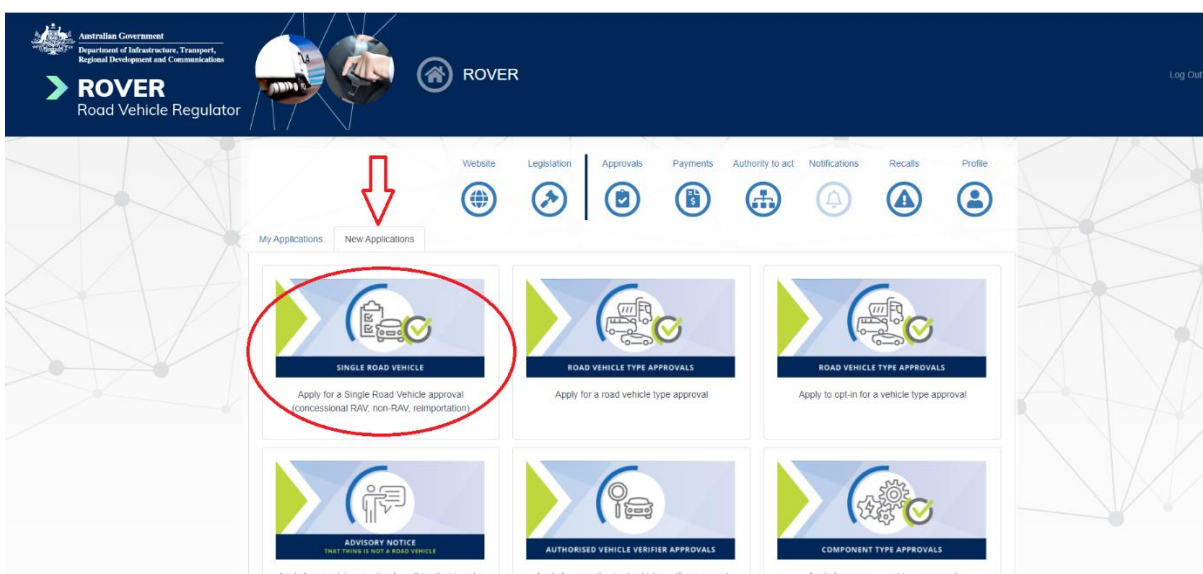 Australian Government
Department of Infrastructure, Transport,
Regional Development and Communications
ROVER
Road Vehicle Regulator
ROVER
Log Out
Website Legislation Approvals Payments Authority to act Notifications Recalls Profile
My Applications New Applications
SINGLE ROAD VEHICLE
Apply for a Single Road Vehicle approval
(concessional RAV, non-RAV, reimportation)
ROAD VEHICLE TYPE APPROVALS
Apply for a road vehicle type approval
ROAD VEHICLE TYPE APPROVALS
Apply to opt-in for a vehicle type approval
ADVISORY NOTICE
THAT THING IS NOT A ROAD VEHICLE
AUTHORISED VEHICLE VERIFIER APPROVALS
COMPONENT TYPE APPROVALS